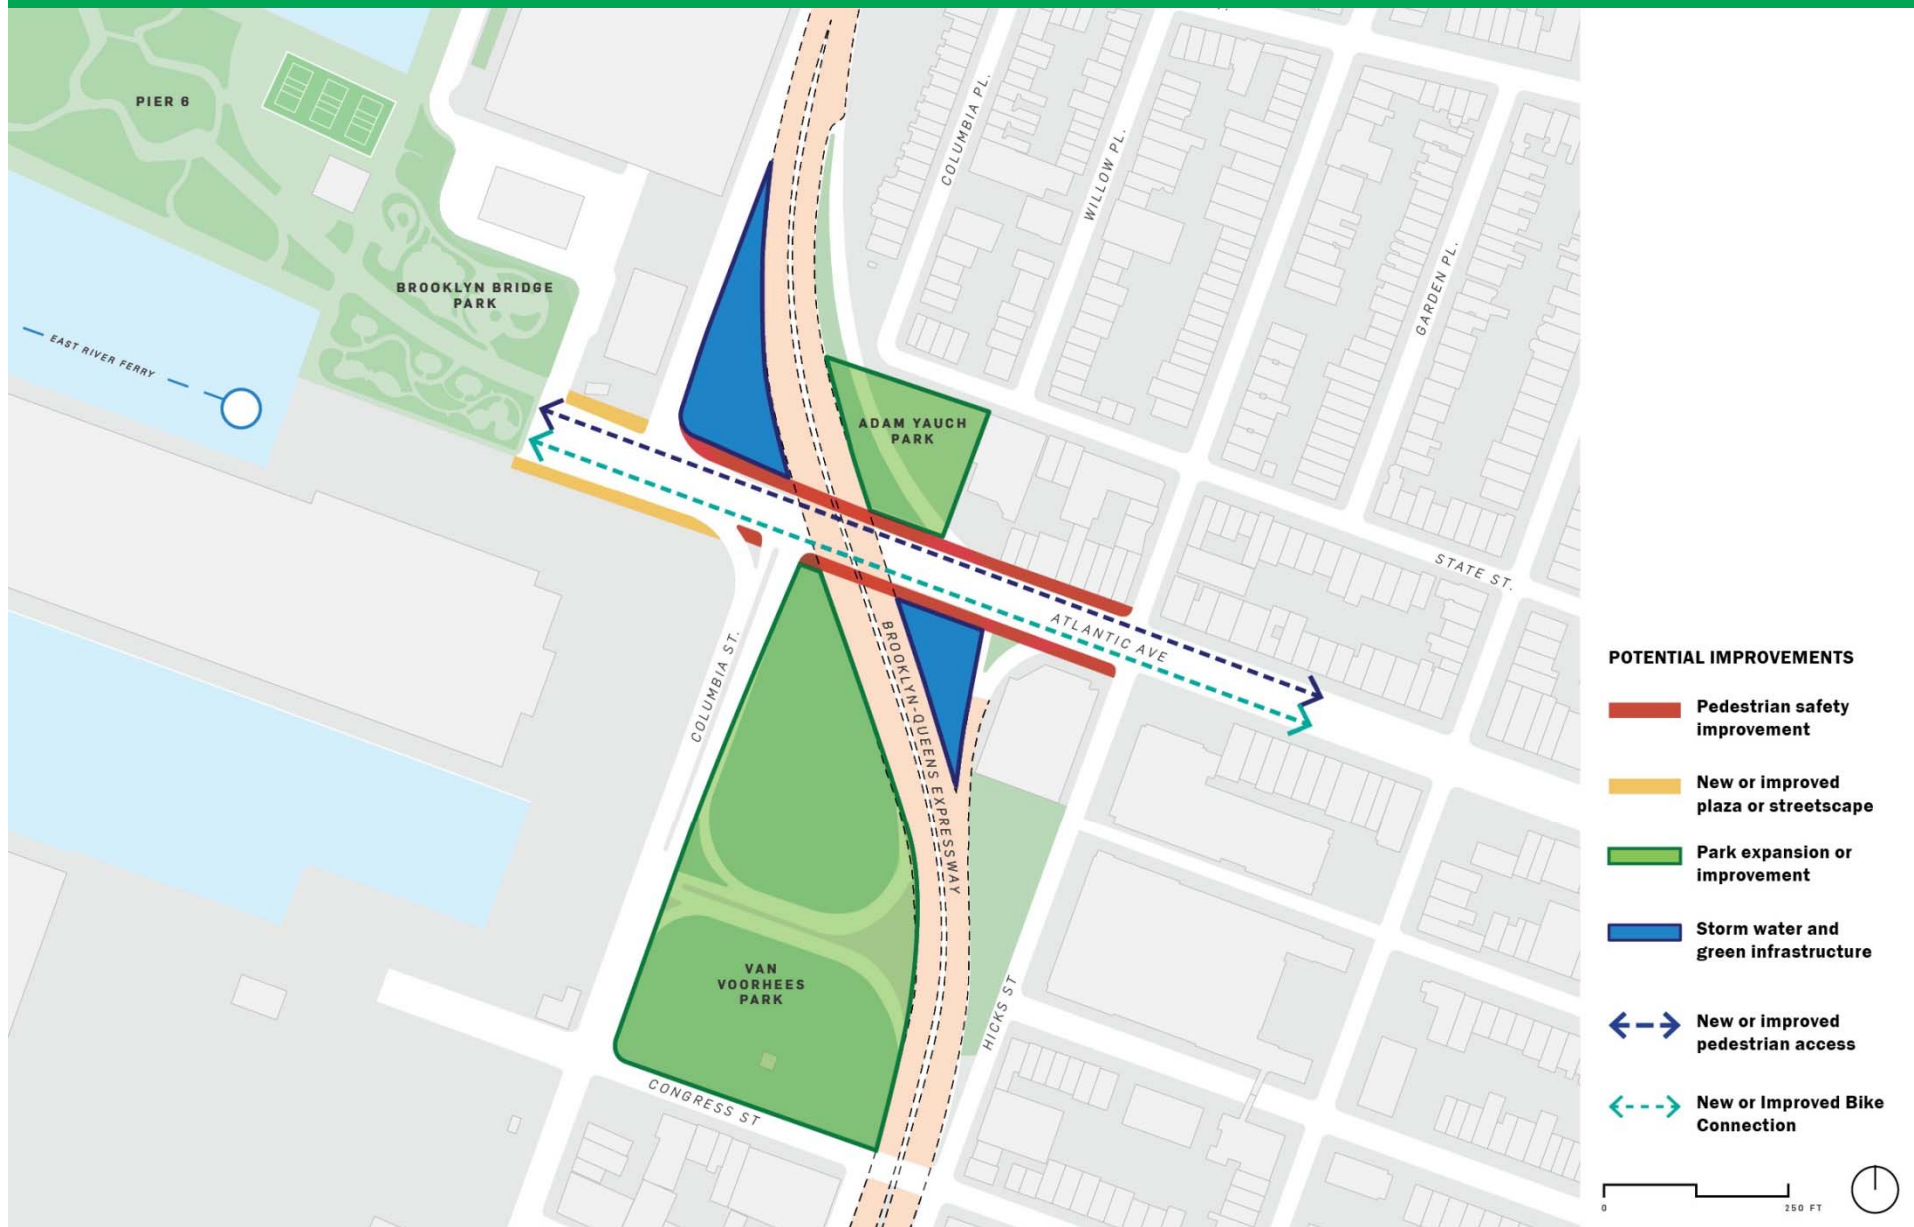 PIER 6
COLUMBIA PL.
WILLOW PL.
GARDEN PL.
BROOKLYN BRIDGE
PARK
EAST RIVER FERRY
ADAM YAUCH
PARK
STATE ST.
ATLANTIC AVE
COLUMBIA ST.
BROOKLYN-QUEENS EXPRESSWAY
VAN
VOORHEES
PARK
HICKS ST
CONGRESS ST
POTENTIAL IMPROVEMENTS
Pedestrian safety
improvement
New or improved
plaza or streetscape
Park expansion or
improvement
Storm water and
green infrastructure
New or improved
pedestrian access
New or Improved Bike
Connection
0 250 FT